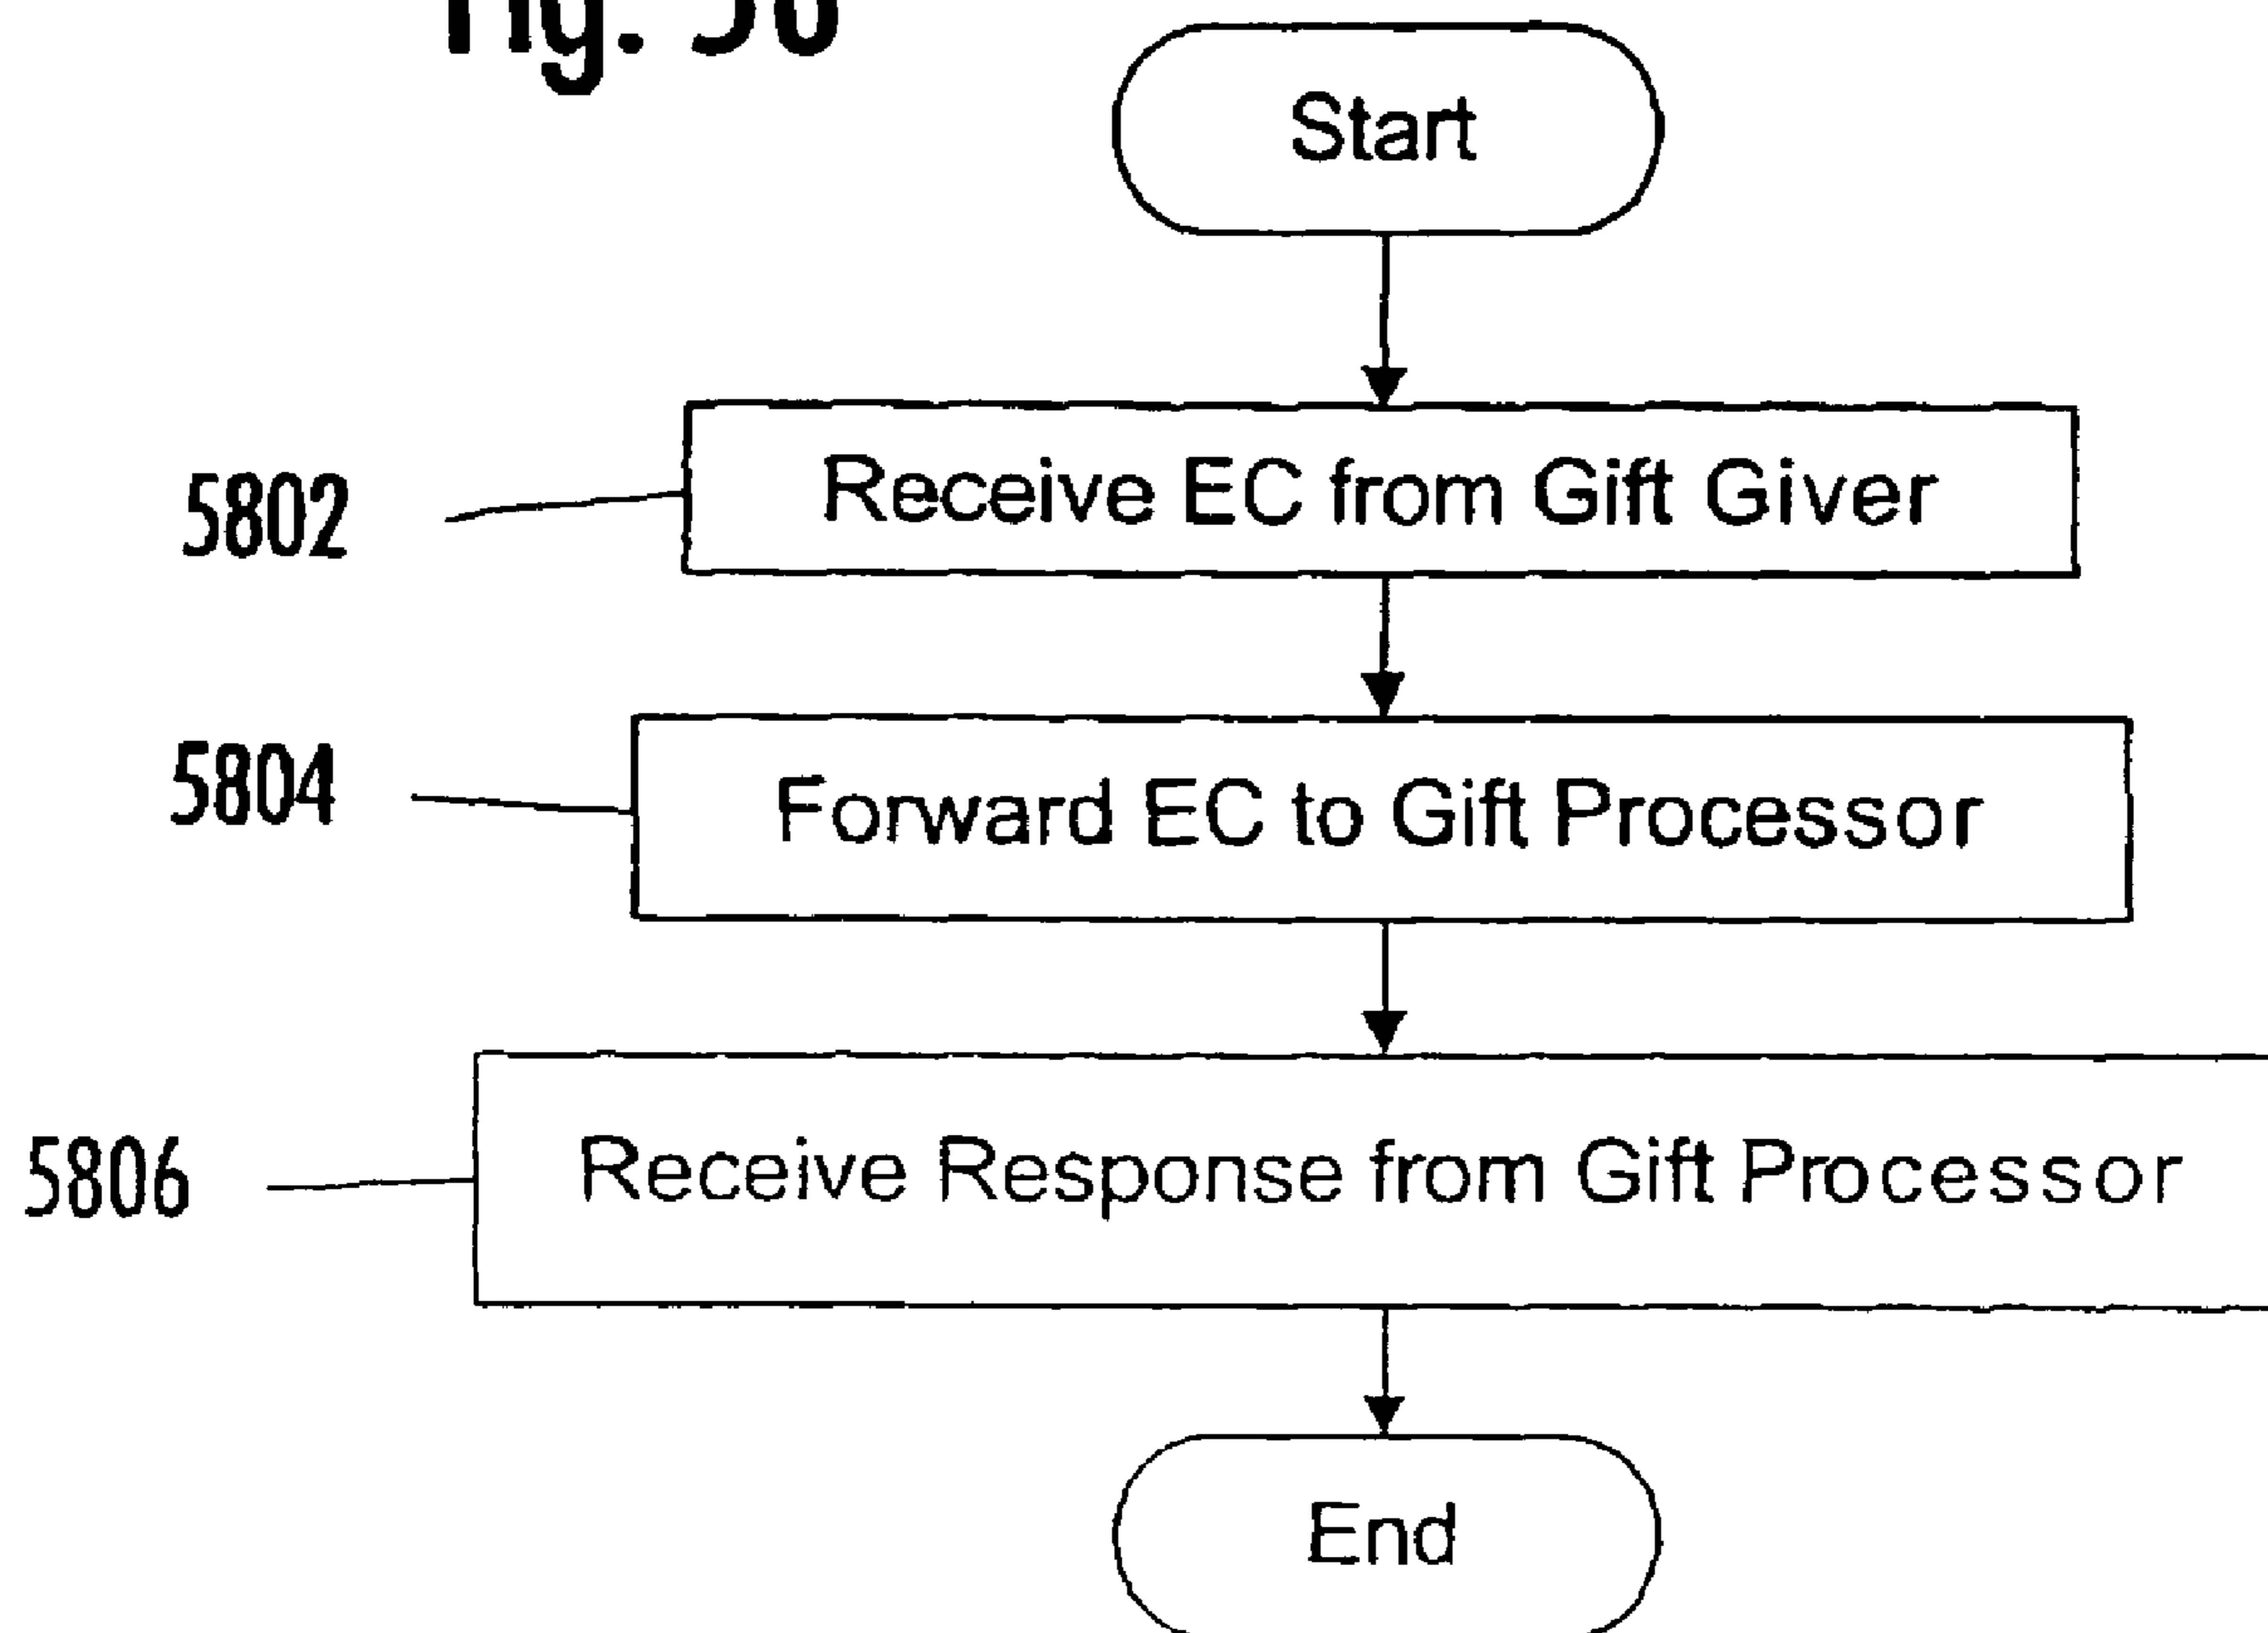 Fig.
Start
5802
Receive EC from Gift Giver
5804
Forward EC to Gift Processor
5806
Receive Response from Gift Processor
End